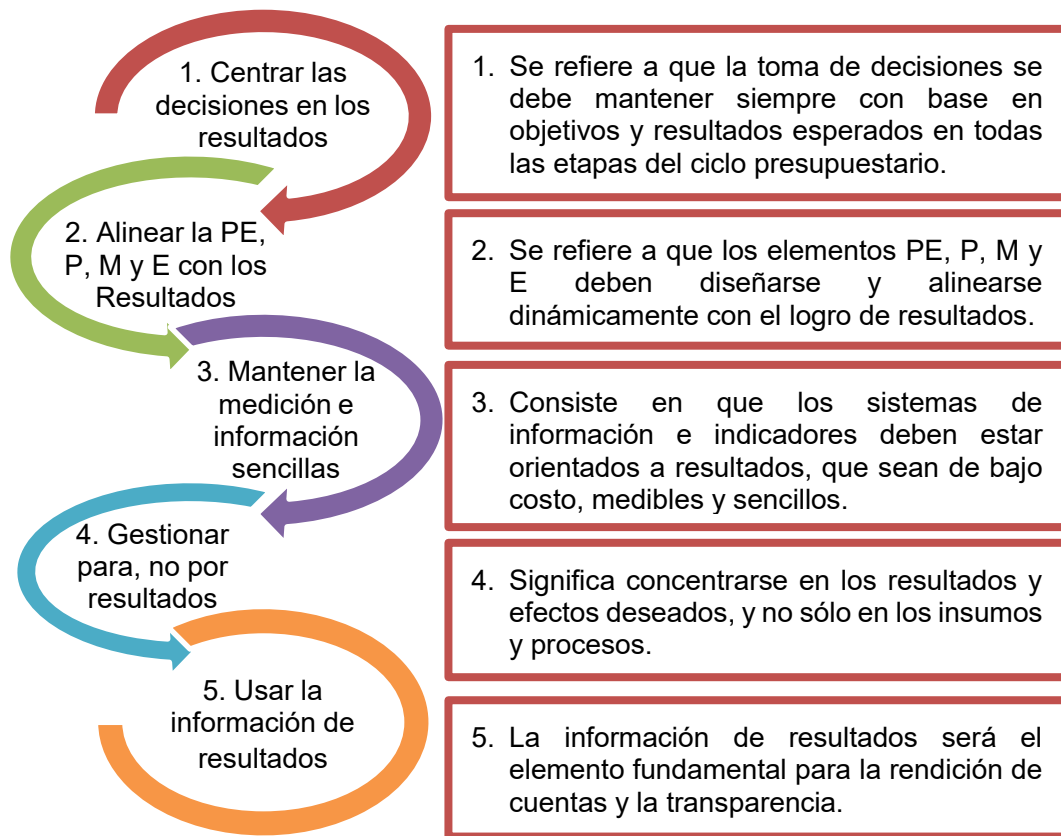 1. Centrar las
decisiones en los
resultados
1. Se refiere a que la toma de decisiones se
debe mantener siempre con base en
objetivos y resultados esperados en todas
las etapas del ciclo presupuestario.
2. Alinear la PE,
P, M y E con los
Resultados
2. Se refiere a que los elementos PE, P, M y
E deben diseñarse y alinearse
dinámicamente con el logro de resultados.
3. Mantener la
medición e
información
sencillas
3. Consiste en que los sistemas de
información e indicadores deben estar
orientados a resultados, que sean de bajo
costo, medibles y sencillos.
4. Gestionar
para, no por
resultados
4. Significa concentrarse en los resultados y
efectos deseados, y no sólo en los insumos
y procesos.
5. Usar la
información de
resultados
5. La información de resultados será el
elemento fundamental para la rendición de
cuentas y la transparencia.